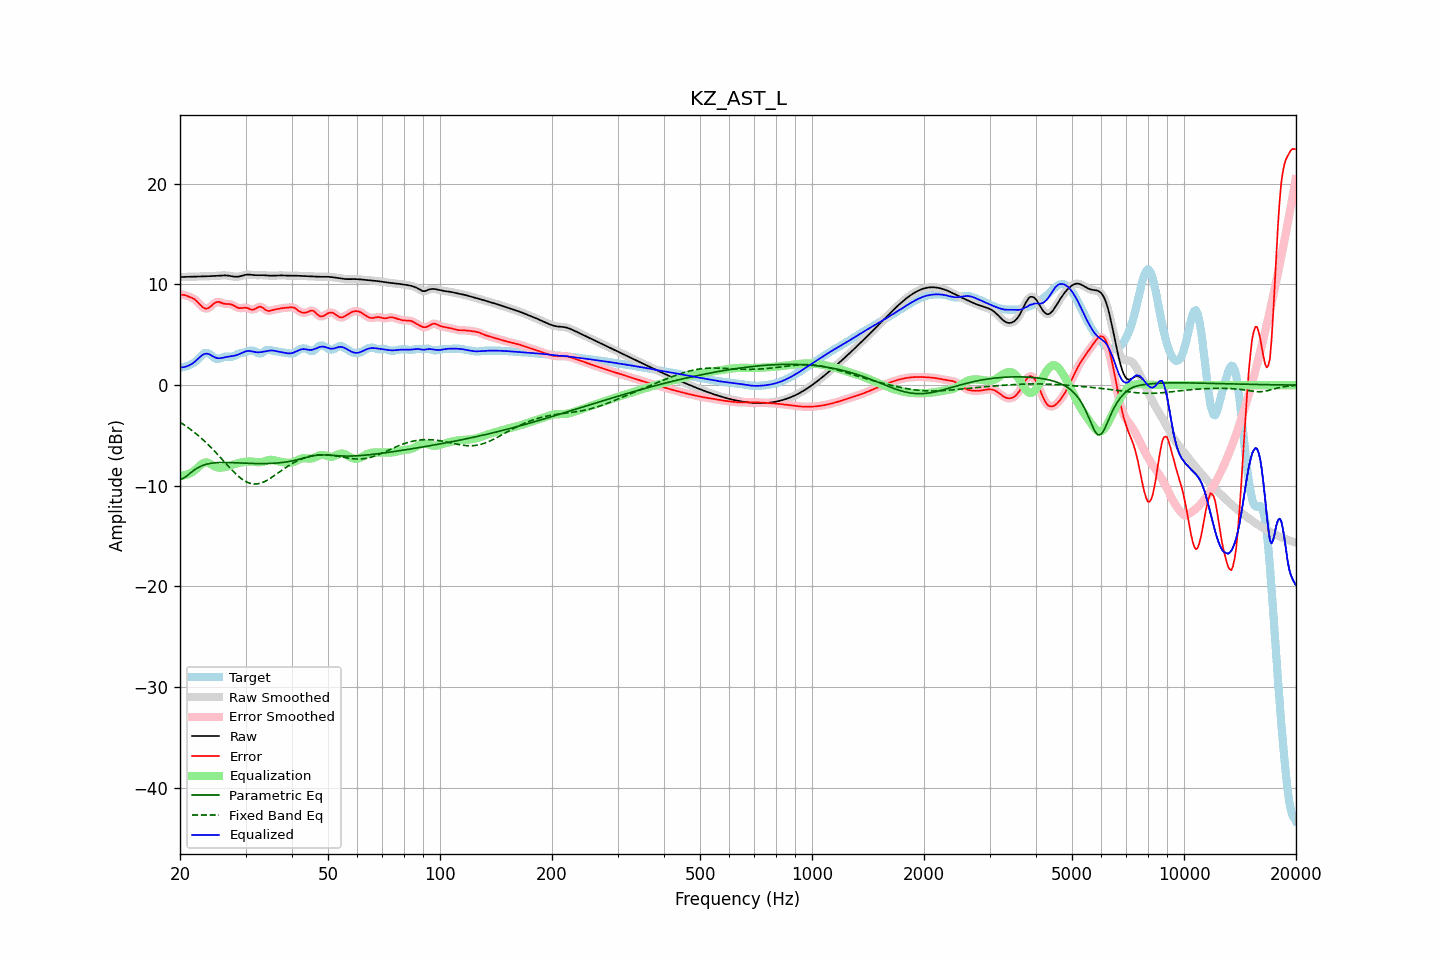 KZ_AST_L
Amplitude (dBr)
20
10
0
−10
−20
−30
−40
Target
Raw Smoothed
Error Smoothed
Raw
Error
Equalization
Parametric Eq
Fixed Band Eq
Equalized
20 50 100 200 500 1000 2000 5000 10000 20000
Frequency (Hz)